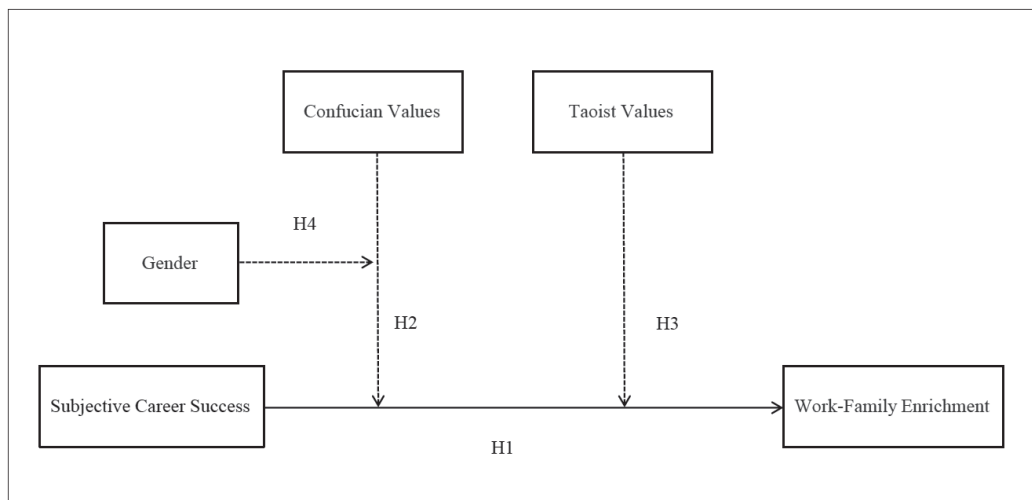 Confucian Values
Taoist Values
H4
Gender
H2
H3
Subjective Career Success
Work-Family Enrichment
H1